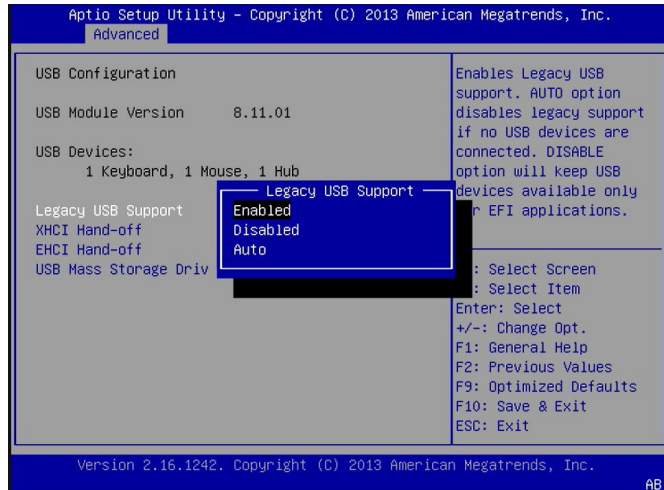 Aptio Setup Utility – Copyright (C) 2013 American Megatrends, Inc.
Advanced
USB Configuration
USB Module Version 8.11.01
USB Devices:
1 Keyboard, 1 Mouse, 1 Hub
Legacy USB Support
XHCI Hand-off
EHCI Hand-off
USB Mass Storage Driv
Legacy USB Support
Enabled
Disabled
Auto
Enables Legacy USB
support. AUTO option
disables legacy support
if no USB devices are
connected. DISABLE
option will keep USB
devices available only
r EFI applications.
: Select Screen
: Select Item
Enter: Select
+/-: Change Opt.
F1: General Help
F2: Previous Values
F9: Optimized Defaults
F10: Save & Exit
ESC: Exit
Version 2.16.1242. Copyright (C) 2013 American Megatrends, Inc.
AB